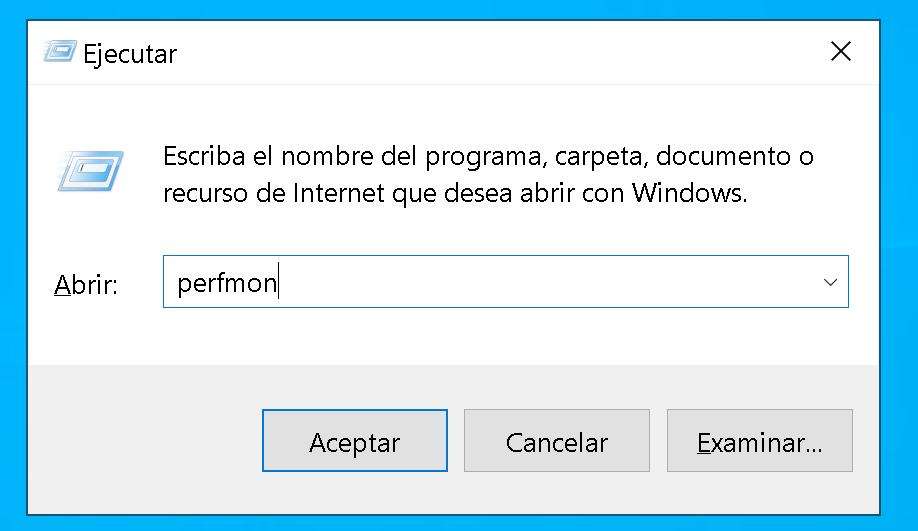 Ejecutar
Escriba el nombre del programa, carpeta, documento o
recurso de Internet que desea abrir con Windows.
Abrir: perfmon
Aceptar Cancelar Examinar...